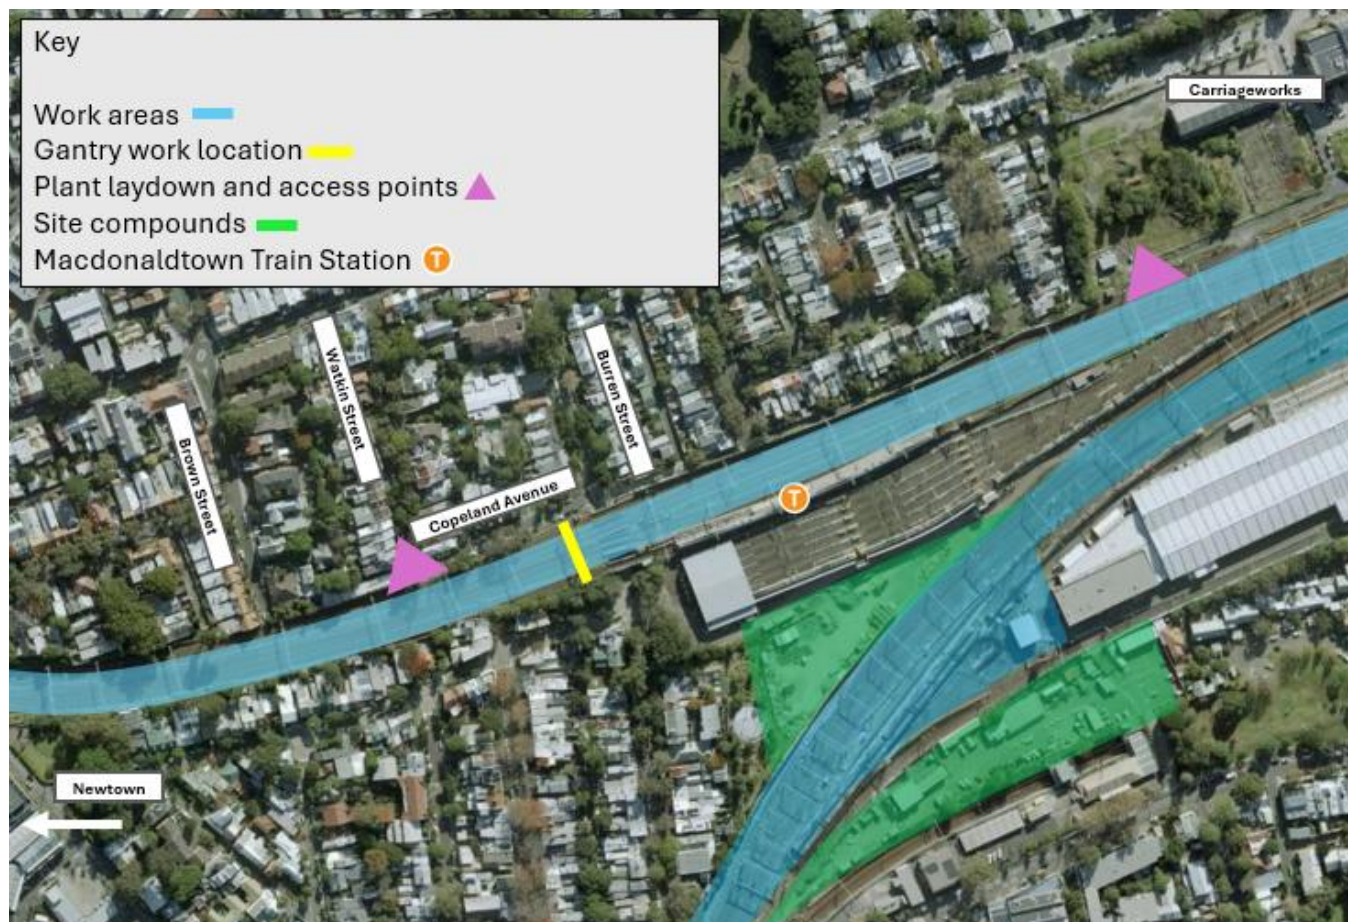 Key
Work areas
Gantry work location
Plant laydown and access points
Site compounds
Macdonaldtown Train Station T
Carriageworks
Watkin Street
Burren Street
Brown Street
Copeland Avenue
T
Newtown